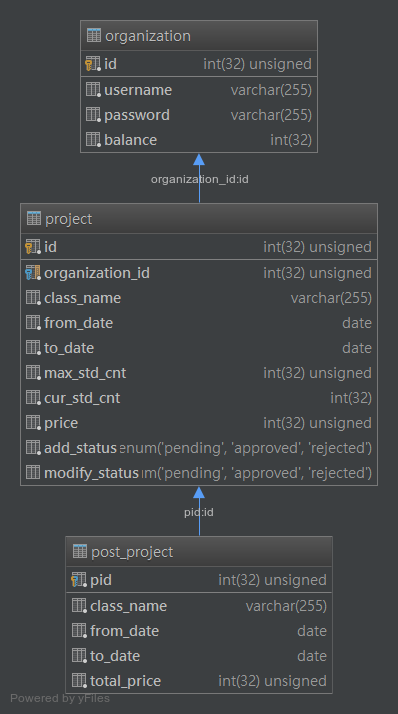 organization
id int(32) unsigned
username varchar(255)
password varchar(255)
balance int(32)
organization_id:id
project
id int(32) unsigned
organization_id int(32) unsigned
class_name varchar(255)
from_date date
to_date date
max_std_cnt int(32) unsigned
cur_std_cnt int(32)
price int(32) unsigned
add_status enum('pending', 'approved', 'rejected')
modify_status um('pending', 'approved', 'rejected')
pid:id
post_project
pid int(32) unsigned
class_name varchar(255)
from_date date
to_date date
total_price int(32) unsigned
Powered by yFiles